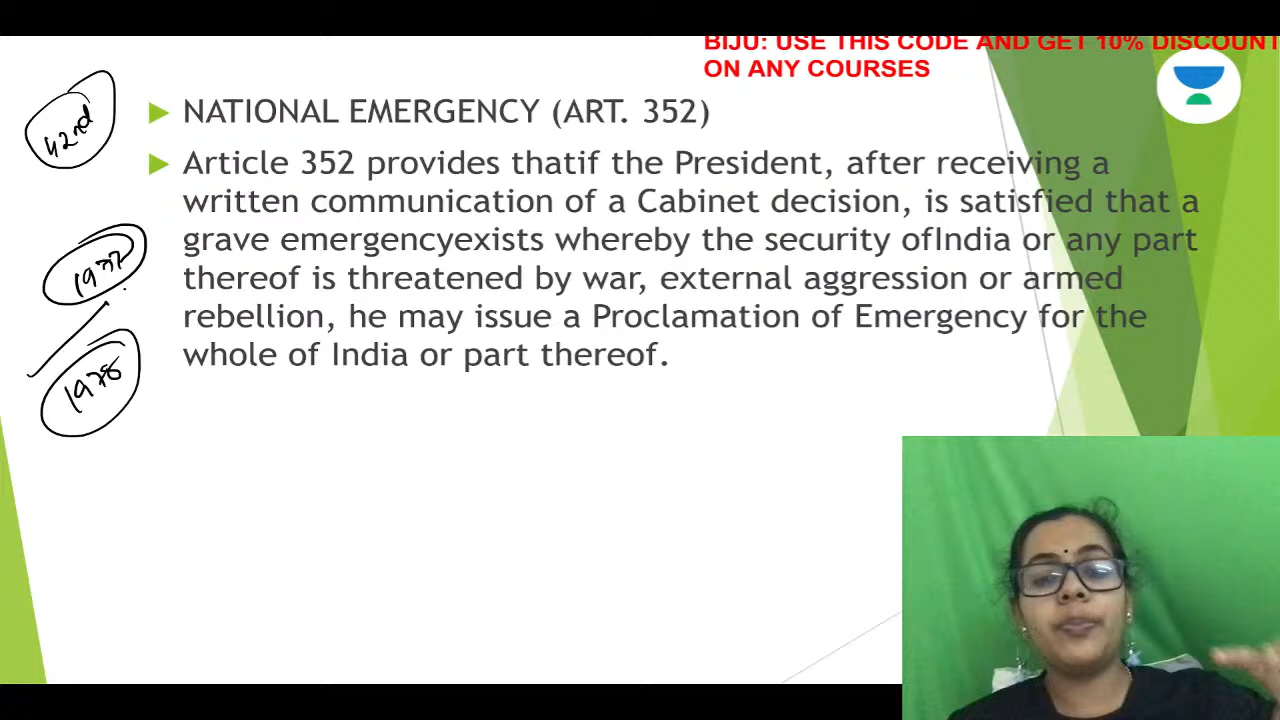 BIJU: USE THIS CODE AND GET 10% DISCOUNT
ON ANY COURSES
42nd
NATIONAL EMERGENCY (ART. 352)
Article 352 provides thatif the President, after receiving a
written communication of a Cabinet decision, is satisfied that a
grave emergencyexists whereby the security ofIndia or any part
thereof is threatened by war, external aggression or armed
rebellion, he may issue a Proclamation of Emergency for the
whole of India or part thereof.
1977
1978